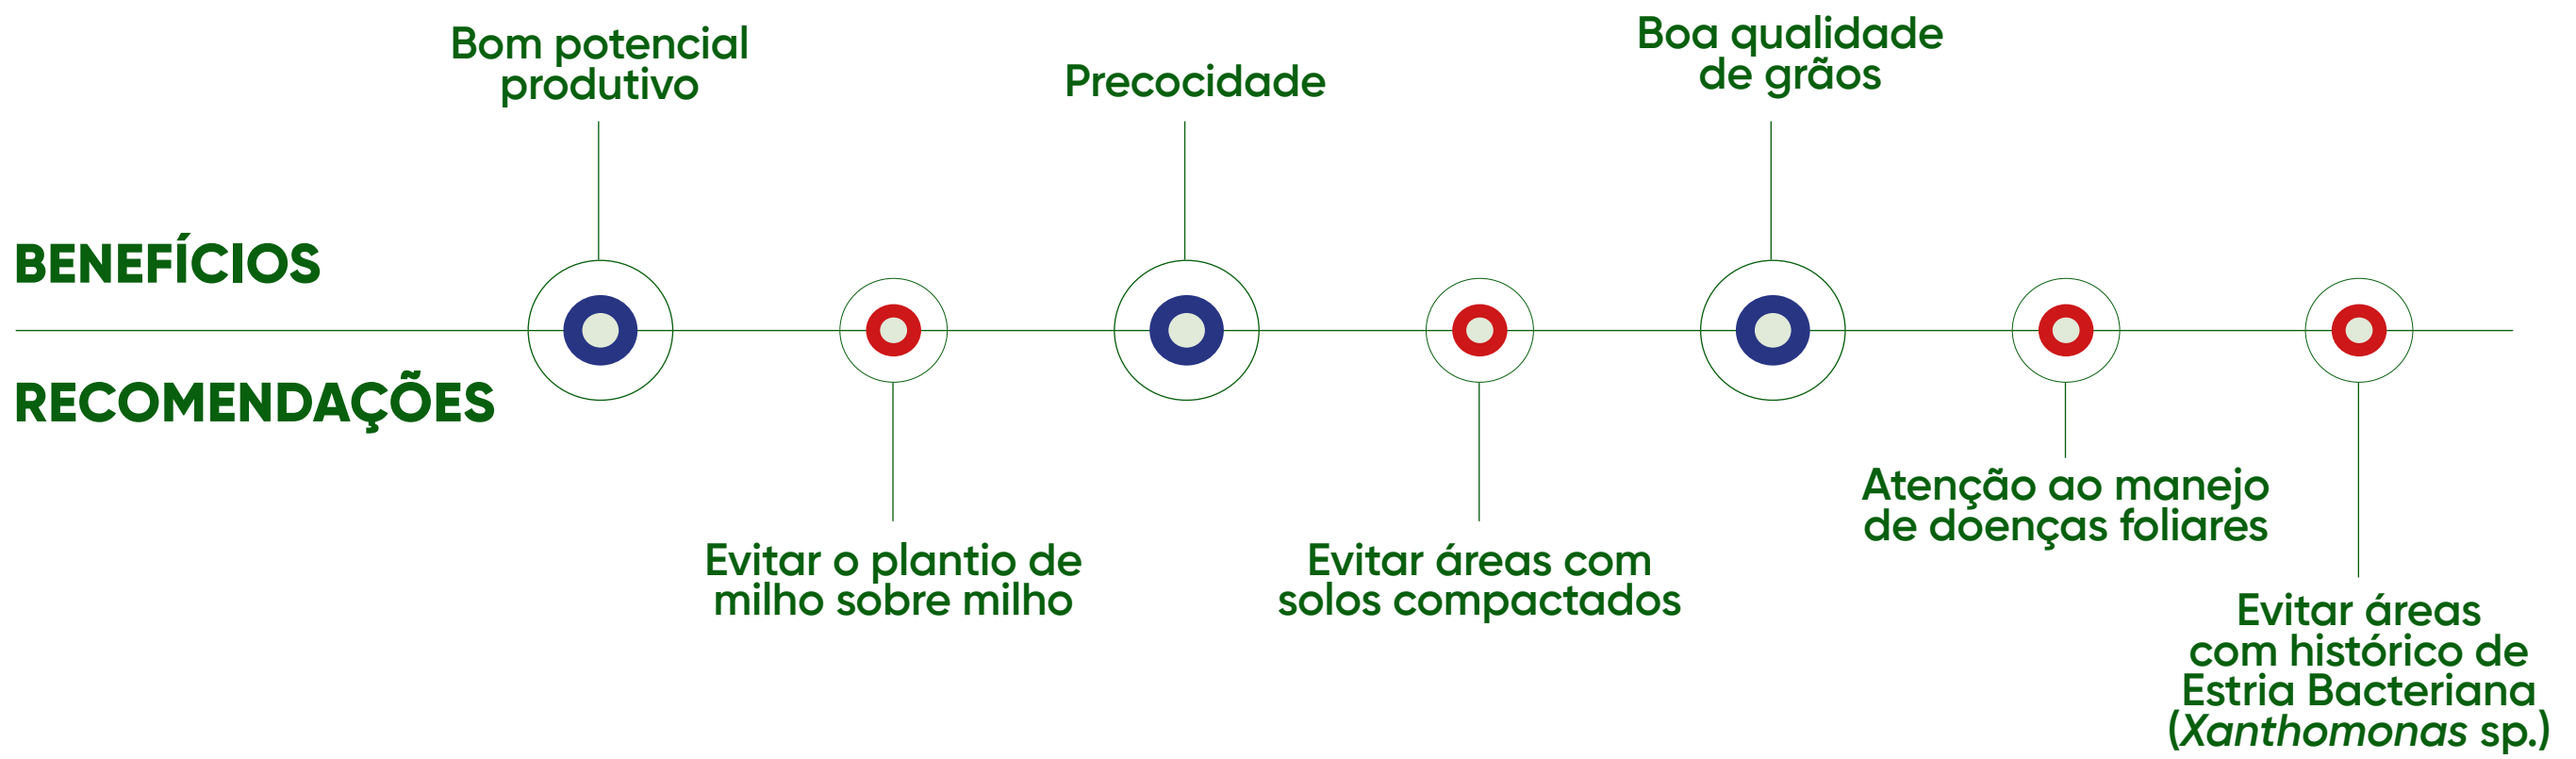 Bom potencial
produtivo
Precocidade
Boa qualidade
de grãos
BENEFÍCIOS
RECOMENDAÇÕES
Evitar o plantio de
milho sobre milho
Evitar áreas com
solos compactados
Atenção ao manejo
de doenças foliares
Evitar áreas
com histórico de
Estria Bacteriana
(Xanthomonas sp.)